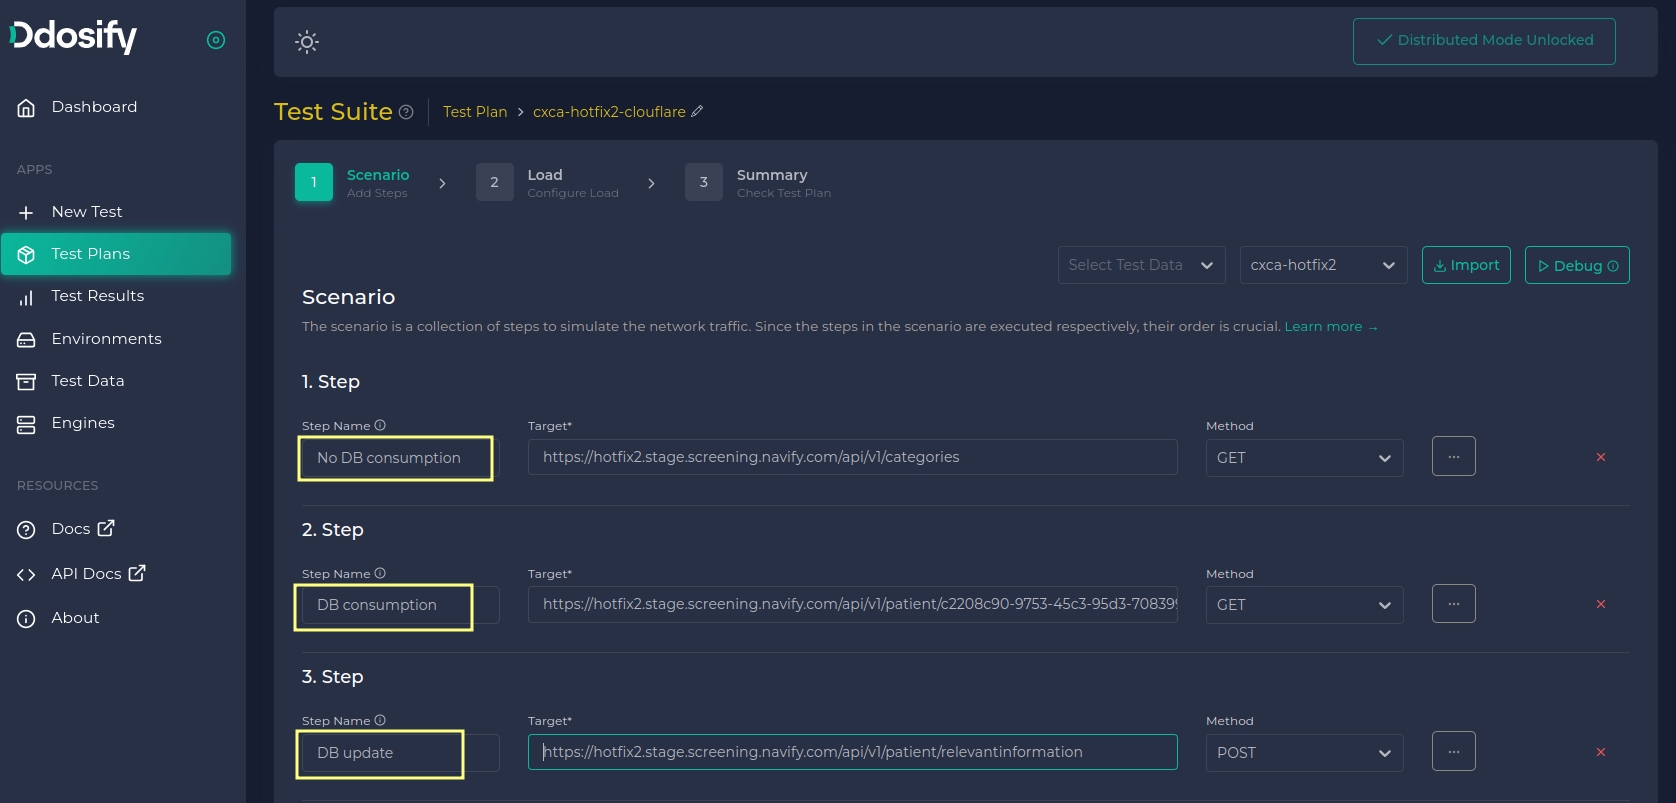 Ddosify
Distributed Mode Unlocked
Dashboard
APPS
New Test
Test Plans
Test Results
Environments
Test Data
Engines
RESOURCES
Docs
API Docs
About
Test Suite
Test Plan > cxca-hotfix2-clouflare
1 Scenario
Add Steps
2 Load
Configure Load
3 Summary
Check Test Plan
Select Test Data
cxca-hotfix2
Import
Debug
Scenario
The scenario is a collection of steps to simulate the network traffic. Since the steps in the scenario are executed respectively, their order is crucial. Learn more →
1. Step
Step Name Target* Method
No DB consumption https://hotfix2.stage.screening.navify.com/api/v1/categories GET ...
2. Step
Step Name Target* Method
DB consumption https://hotfix2.stage.screening.navify.com/api/v1/patient/c2208c90-9753-45c3-95d3-70839 GET ...
3. Step
Step Name Target* Method
DB update https://hotfix2.stage.screening.navify.com/api/v1/patient/relevantinformation POST ...